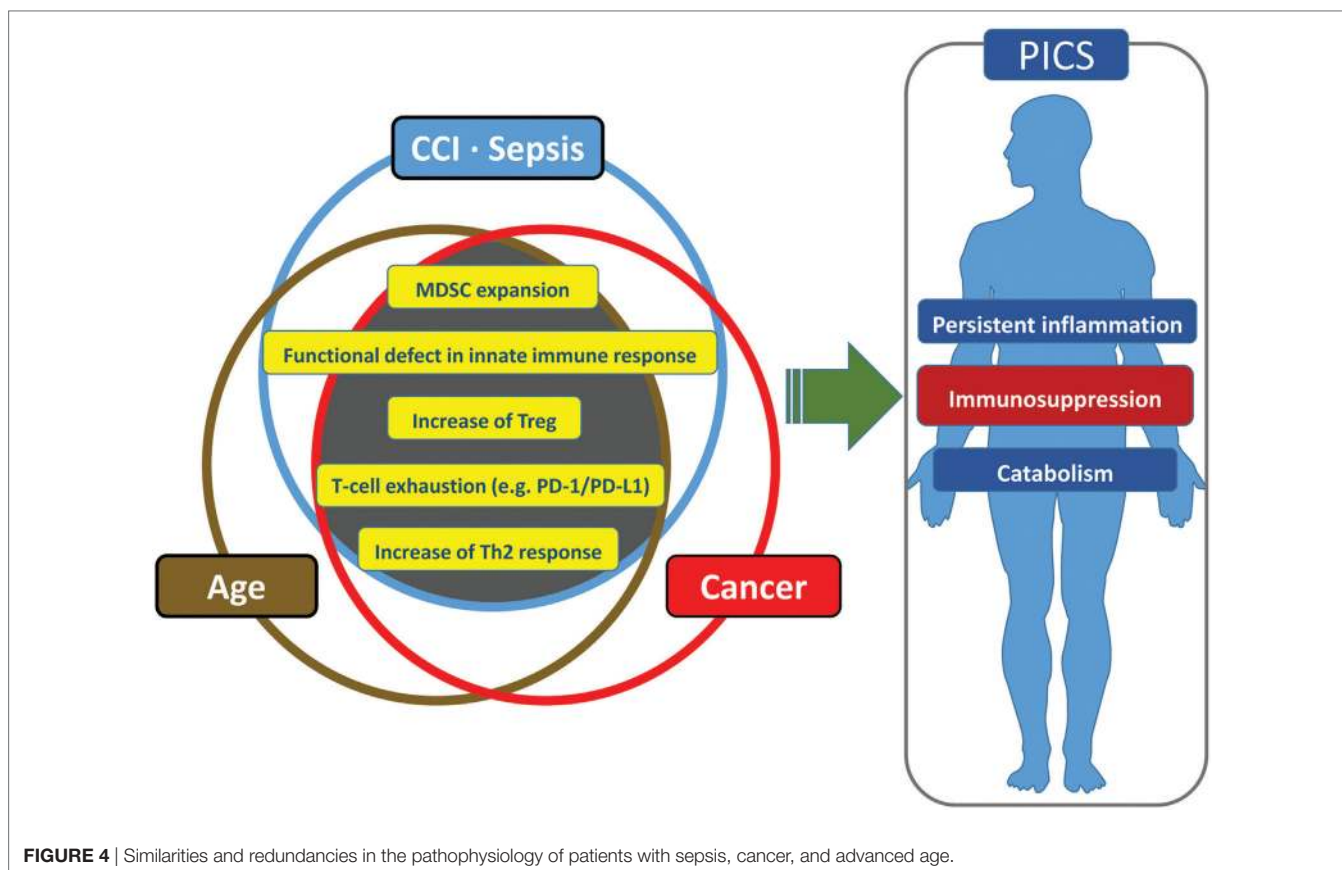 CCI · Sepsis
MDSC expansion
Functional defect in innate immune response
Increase of Treg
T-cell exhaustion (e.g. PD-1/PD-L1)
Increase of Th2 response
Age
Cancer
PICS
Persistent inflammation
Immunosuppression
Catabolism
FIGURE 4 | Similarities and redundancies in the pathophysiology of patients with sepsis, cancer, and advanced age.